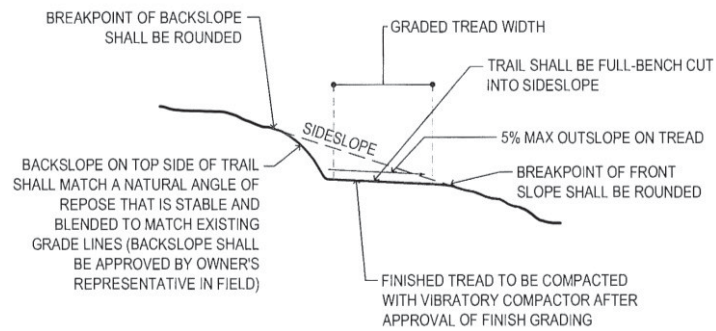 BREAKPOINT OF BACKSLOPE
SHALL BE ROUNDED
GRADED TREAD WIDTH
TRAIL SHALL BE FULL-BENCH CUT
INTO SIDESLOPE
SIDESLOPE
5% MAX OUTSLOPE ON TREAD
BACKSLOPE ON TOP SIDE OF TRAIL
SHALL MATCH A NATURAL ANGLE OF
REPOSE THAT IS STABLE AND
BLENDED TO MATCH EXISTING
GRADE LINES (BACKSLOPE SHALL
BE APPROVED BY OWNER'S
REPRESENTATIVE IN FIELD)
BREAKPOINT OF FRONT
SLOPE SHALL BE ROUNDED
FINISHED TREAD TO BE COMPACTED
WITH VIBRATORY COMPACTOR AFTER
APPROVAL OF FINISH GRADING